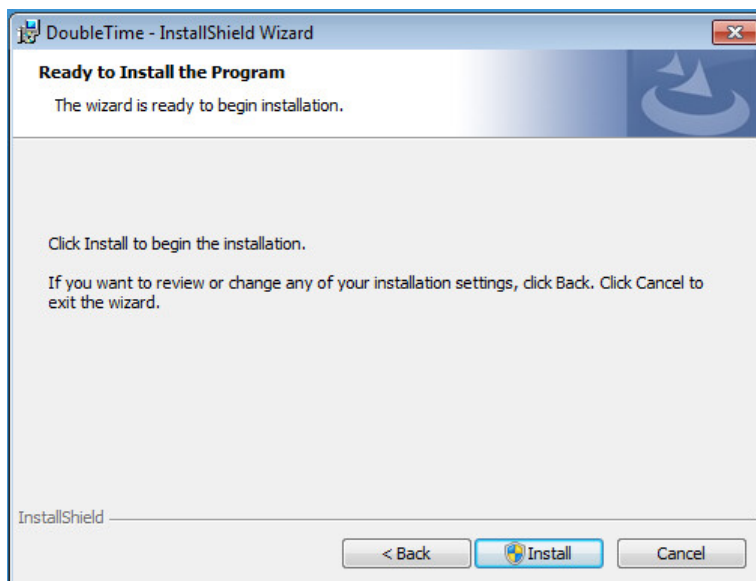 DoubleTime - InstallShield Wizard
Ready to Install the Program
The wizard is ready to begin installation.
Click Install to begin the installation.
If you want to review or change any of your installation settings, click Back. Click Cancel to
exit the wizard.
InstallShield
< Back
Install
Cancel